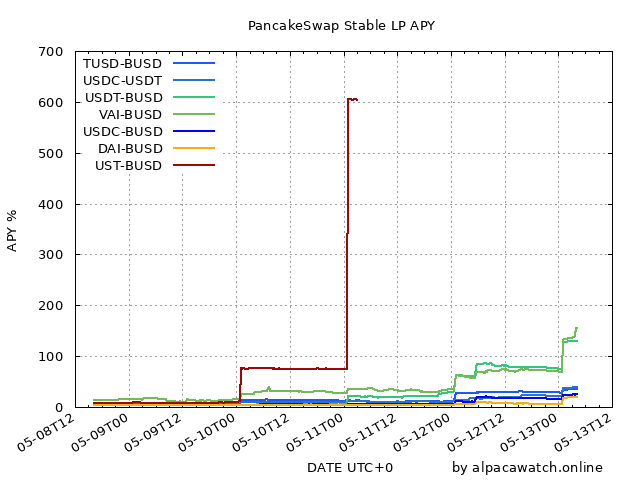 PancakeSwap Stable LP APY
700
600
500
400
300
200
100
0
APY %
TUSD-BUSD
USDC-USDT
USDT-BUSD
VAI-BUSD
USDC-BUSD
DAI-BUSD
UST-BUSD
05-08T12
05-09T00
05-09T12
05-10T00
05-10T12
05-11T00
05-11T12
05-12T00
05-12T12
05-13T00
05-13T12
DATE UTC+0
by alpacawatch.online